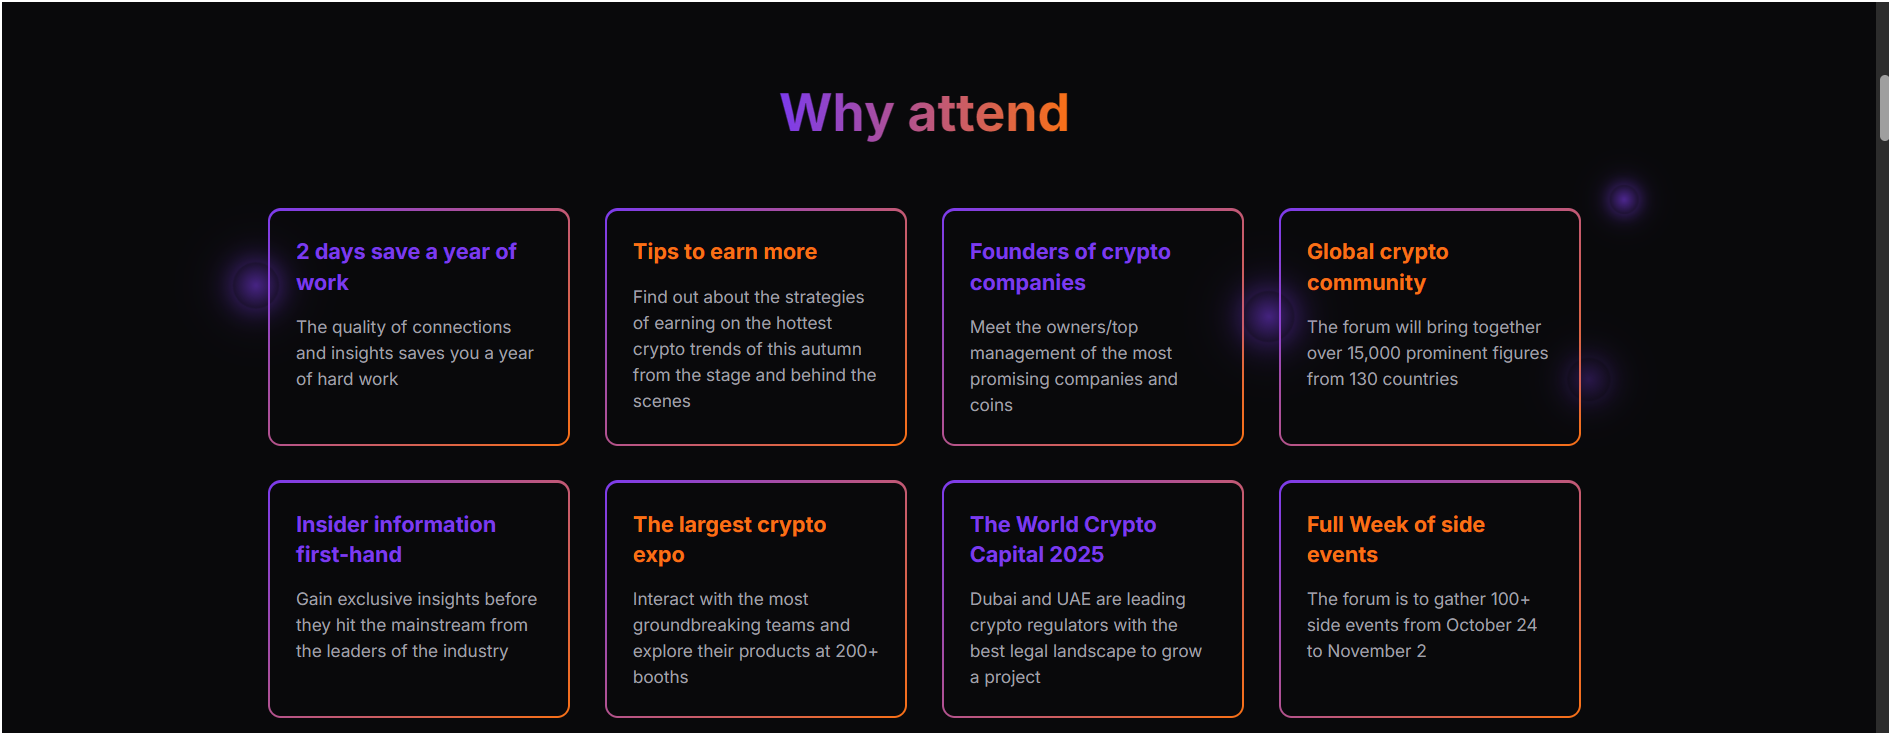 Why attend
2 days save a year of
work
The quality of connections
and insights saves you a year
of hard work
Tips to earn more
Find out about the strategies
of earning on the hottest
crypto trends of this autumn
from the stage and behind the
scenes
Founders of crypto
companies
Meet the owners/top
management of the most
promising companies and
coins
Global crypto
community
The forum will bring together
over 15,000 prominent figures
from 130 countries
Insider information
first-hand
Gain exclusive insights before
they hit the mainstream from
the leaders of the industry
The largest crypto
expo
Interact with the most
groundbreaking teams and
explore their products at 200+
booths
The World Crypto
Capital 2025
Dubai and UAE are leading
crypto regulators with the
best legal landscape to grow
a project
Full Week of side
events
The forum is to gather 100+
side events from October 24
to November 2